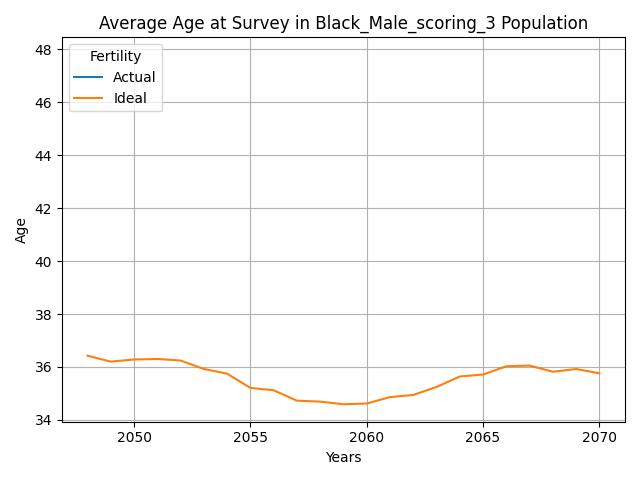 Average Age at Survey in Black_Male_scoring_3 Population
Fertility
Actual
Ideal
48
46
44
42
40
38
36
34
Age
2050 2055 2060 2065 2070
Years